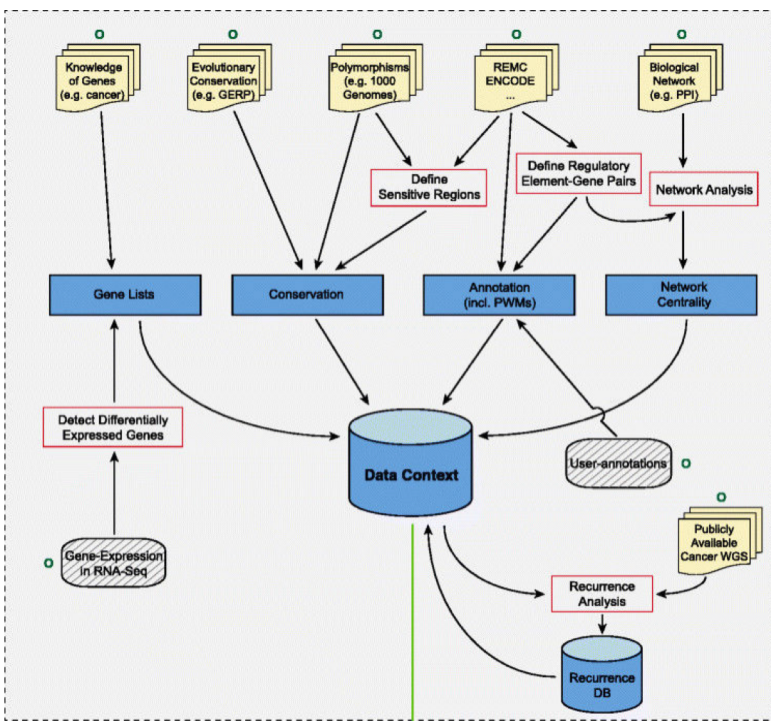 O O O O O
Knowledge
of Genes
(e.g. cancer)
Evolutionary
Conservation
(e.g. GERP)
Polymorphisms
(e.g. 1000
Genomes)
REMC
ENCODE
...
Biological
Network
(e.g. PPI)
Define
Sensitive Regions
Define Regulatory
Element-Gene Pairs
Network Analysis
Gene Lists
Conservation
Annotation
(incl. PWMs)
Network
Centrality
Detect Differentially
Expressed Genes
Data Context
User-annotations O
O
Publicly
Available
Cancer WGS
O Gene-Expression
in RNA-Seq
Recurrence
Analysis
Recurrence
DB